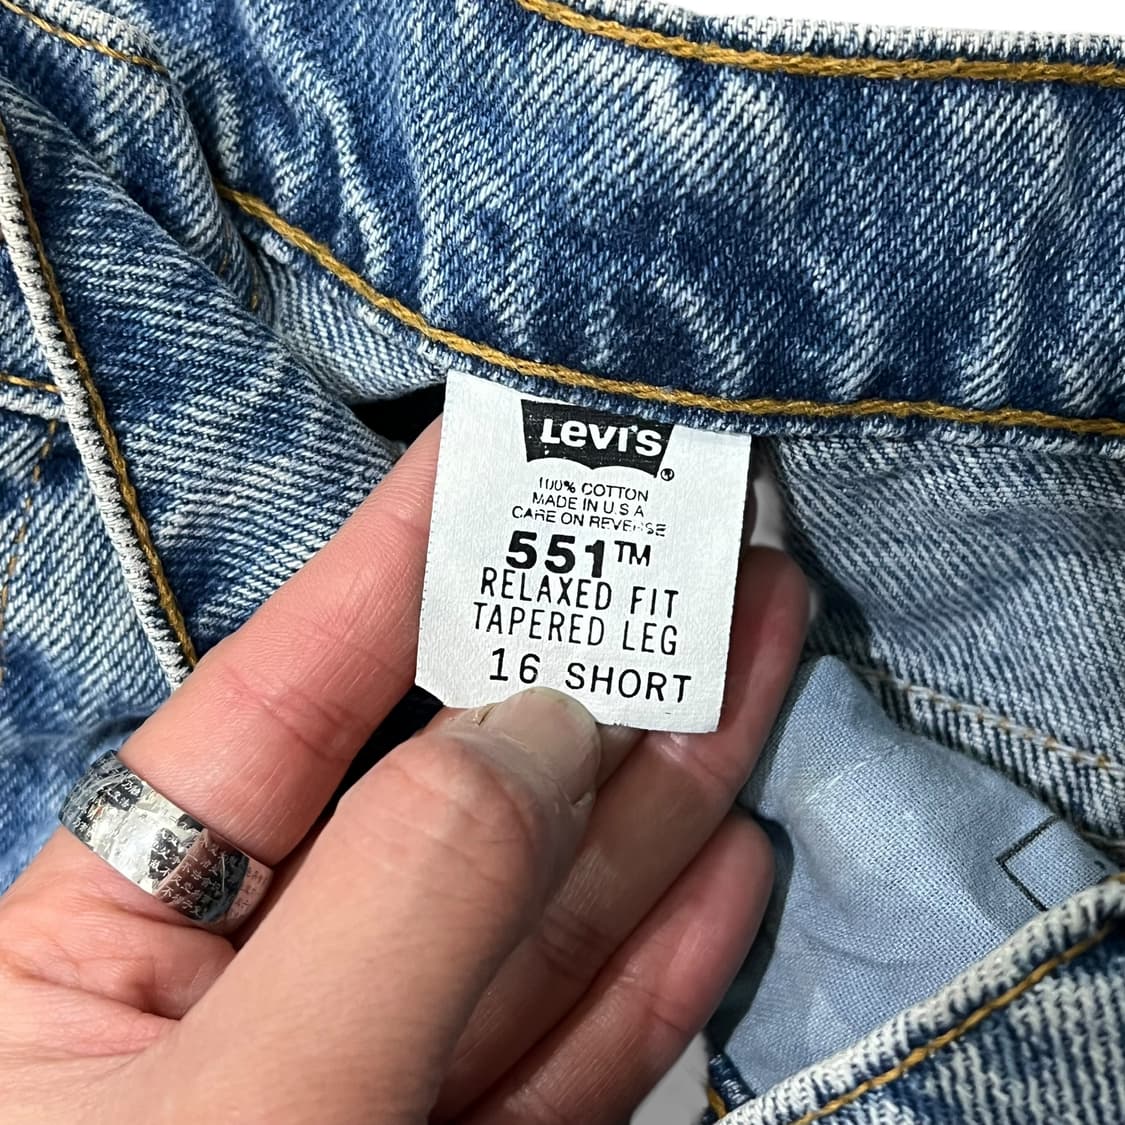 Levi's
®
100% COTTON
MADE IN U.S A
CARE ON REVERSE
551™
RELAXED FIT
TAPERED LEG
16 SHORT